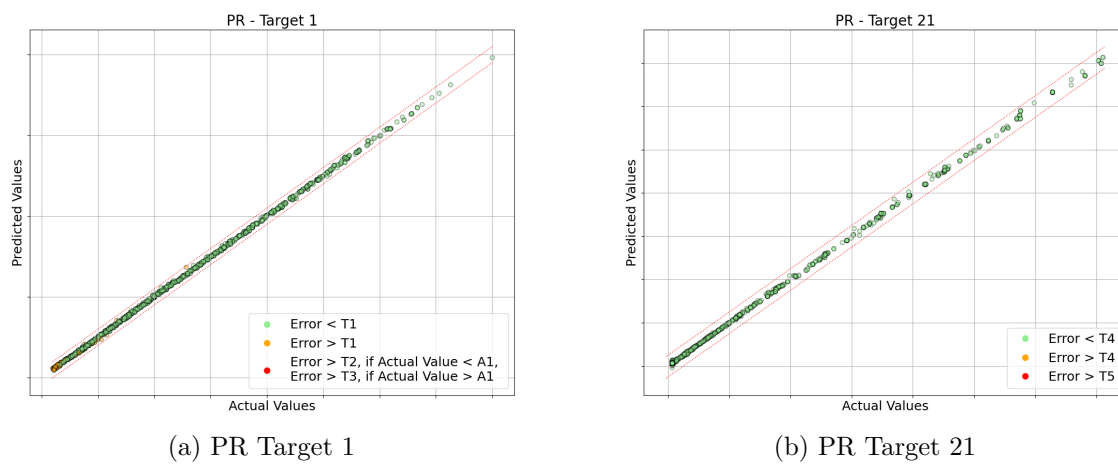 PR - Target 1
Predicted Values
Error < T1
Error > T1
Error > T2, if Actual Value < A1,
Error > T3, if Actual Value > A1
Actual Values
(a) PR Target 1
PR - Target 21
Predicted Values
Error < T4
Error > T4
Error > T5
Actual Values
(b) PR Target 21